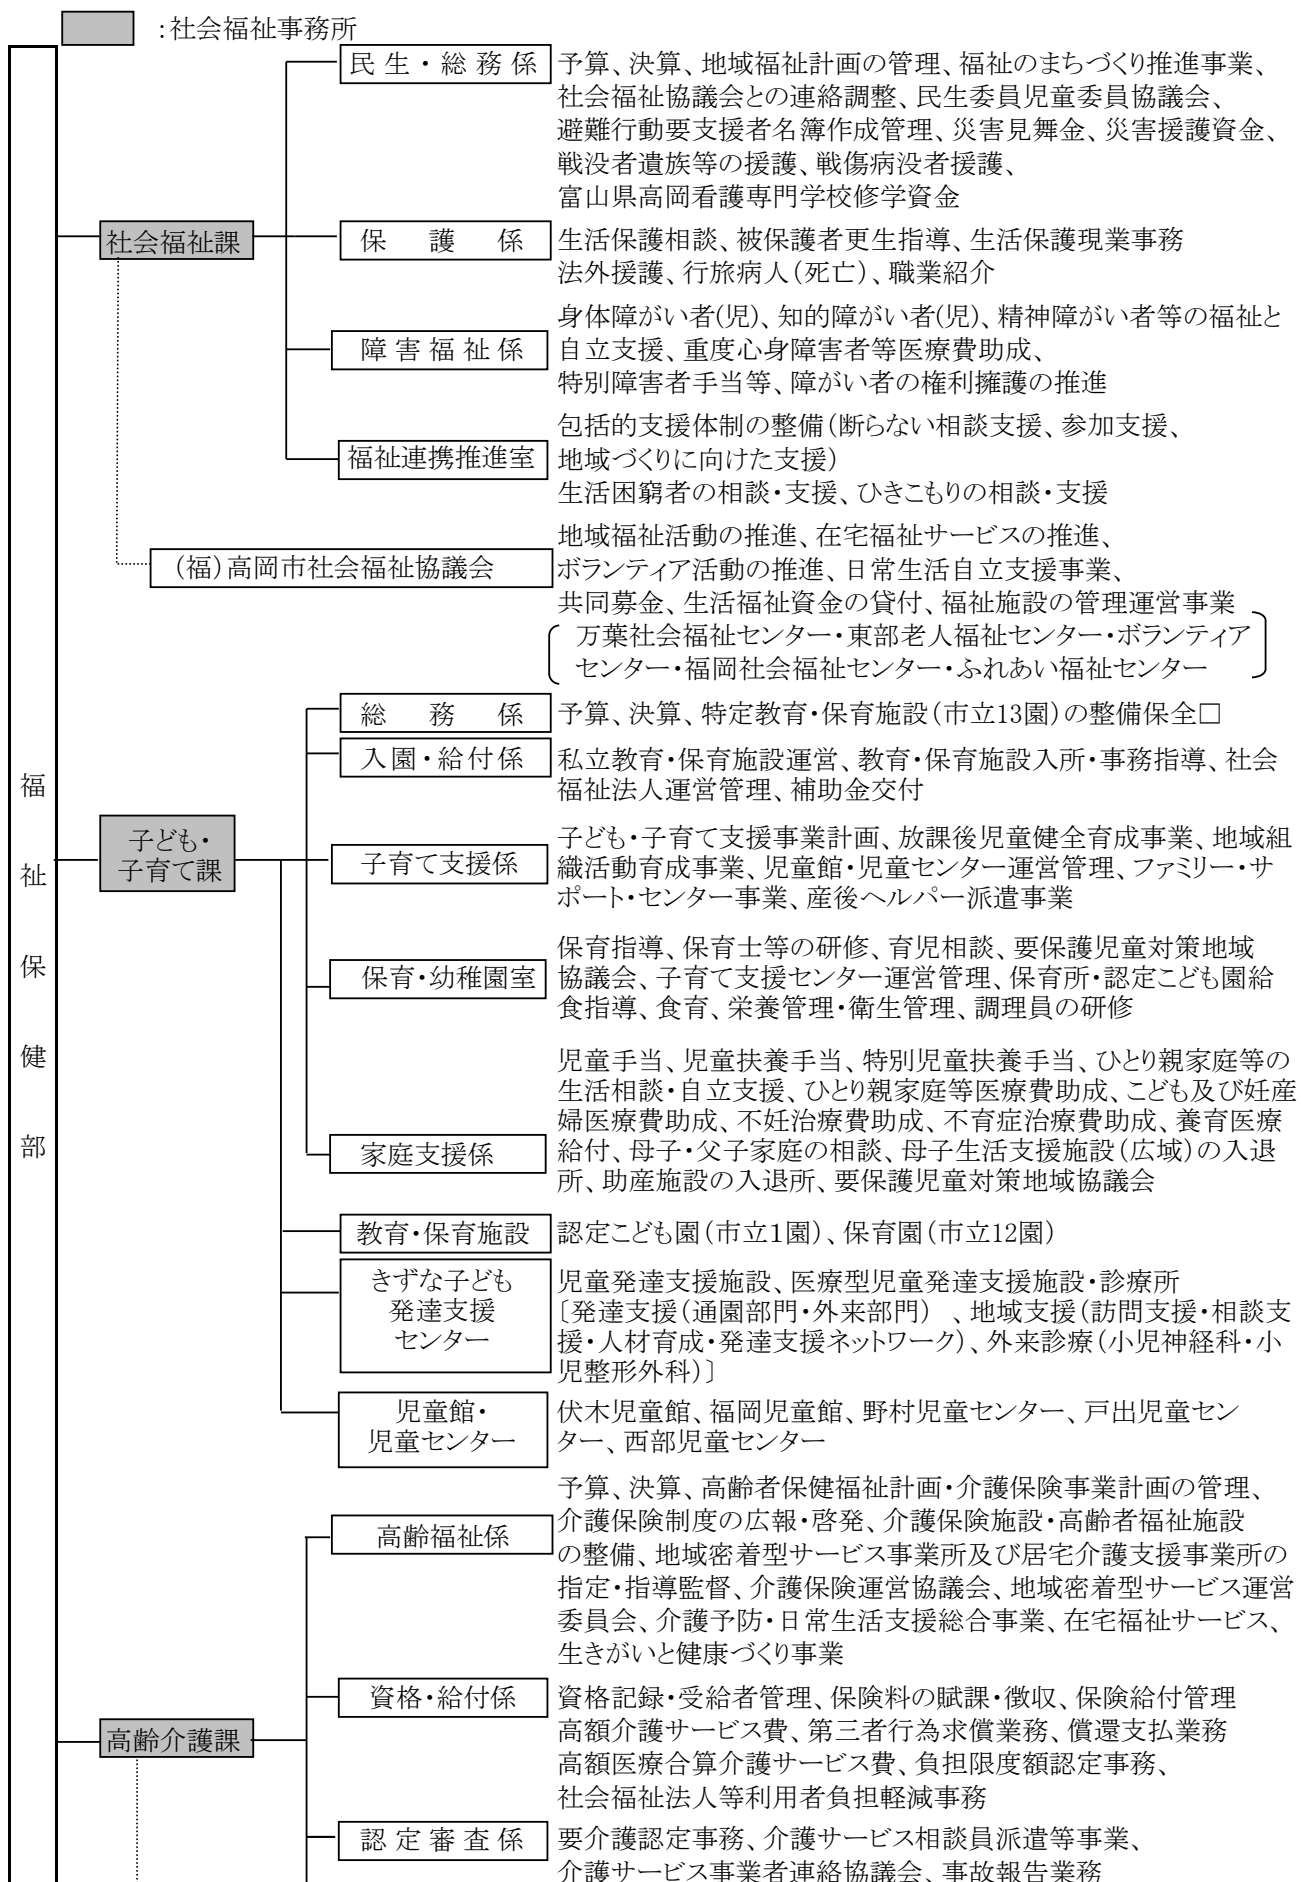 ：社会福祉事務所
福祉保健部
社会福祉課
民生・総務係
予算、決算、地域福祉計画の管理、福祉のまちづくり推進事業、
社会福祉協議会との連絡調整、民生委員児童委員協議会、
避難行動要支援者名簿作成管理、災害見舞金、災害援護資金、
戦没者遺族等の援護、戦傷病没者援護、
富山県高岡看護専門学校修学資金
保護係
生活保護相談、被保護者更生指導、生活保護現業事務
法外援護、行旅病人（死亡）、職業紹介
障害福祉係
身体障がい者(児)、知的障がい者(児)、精神障がい者等の福祉と
自立支援、重度心身障害者等医療費助成、
特別障害者手当等、障がい者の権利擁護の推進
福祉連携推進室
包括的支援体制の整備（断らない相談支援、参加支援、
地域づくりに向けた支援）
生活困窮者の相談・支援、ひきこもりの相談・支援
（福）高岡市社会福祉協議会
地域福祉活動の推進、在宅福祉サービスの推進、
ボランティア活動の推進、日常生活自立支援事業、
共同募金、生活福祉資金の貸付、福祉施設の管理運営事業
万葉社会福祉センター・東部老人福祉センター・ボランティア
センター・福岡社会福祉センター・ふれあい福祉センター
子ども・
子育て課
総務係
予算、決算、特定教育・保育施設（市立13園）の整備保全□
入園・給付係
私立教育・保育施設運営、教育・保育施設入所・事務指導、社会
福祉法人運営管理、補助金交付
子育て支援係
子ども・子育て支援事業計画、放課後児童健全育成事業、地域組
織活動育成事業、児童館・児童センター運営管理、ファミリー・サ
ポート・センター事業、産後ヘルパー派遣事業
保育・幼稚園室
保育指導、保育士等の研修、育児相談、要保護児童対策地域
協議会、子育て支援センター運営管理、保育所・認定こども園給
食指導、食育、栄養管理・衛生管理、調理員の研修
家庭支援係
児童手当、児童扶養手当、特別児童扶養手当、ひとり親家庭等の
生活相談・自立支援、ひとり親家庭等医療費助成、こども及び妊産
婦医療費助成、不妊治療費助成、不育症治療費助成、養育医療
給付、母子・父子家庭の相談、母子生活支援施設（広域）の入退
所、助産施設の入退所、要保護児童対策地域協議会
教育・保育施設
認定こども園（市立１園）、保育園（市立12園）
きずな子ども
発達支援
センター
児童発達支援施設、医療型児童発達支援施設・診療所
〔発達支援（通園部門・外来部門）　、地域支援（訪問支援・相談支
援・人材育成・発達支援ネットワーク）、外来診療（小児神経科・小
児整形外科）〕
児童館・
児童センター
伏木児童館、福岡児童館、野村児童センター、戸出児童セン
ター、西部児童センター
高齢介護課
高齢福祉係
予算、決算、高齢者保健福祉計画・介護保険事業計画の管理、
介護保険制度の広報・啓発、介護保険施設・高齢者福祉施設
の整備、地域密着型サービス事業所及び居宅介護支援事業所の
指定・指導監督、介護保険運営協議会、地域密着型サービス運営
委員会、介護予防・日常生活支援総合事業、在宅福祉サービス、
生きがいと健康づくり事業
資格・給付係
資格記録・受給者管理、保険料の賦課・徴収、保険給付管理
高額介護サービス費、第三者行為求償業務、償還支払業務
高額医療合算介護サービス費、負担限度額認定事務、
社会福祉法人等利用者負担軽減事務
認定審査係
要介護認定事務、介護サービス相談員派遣等事業、
介護サービス事業者連絡協議会、事故報告業務